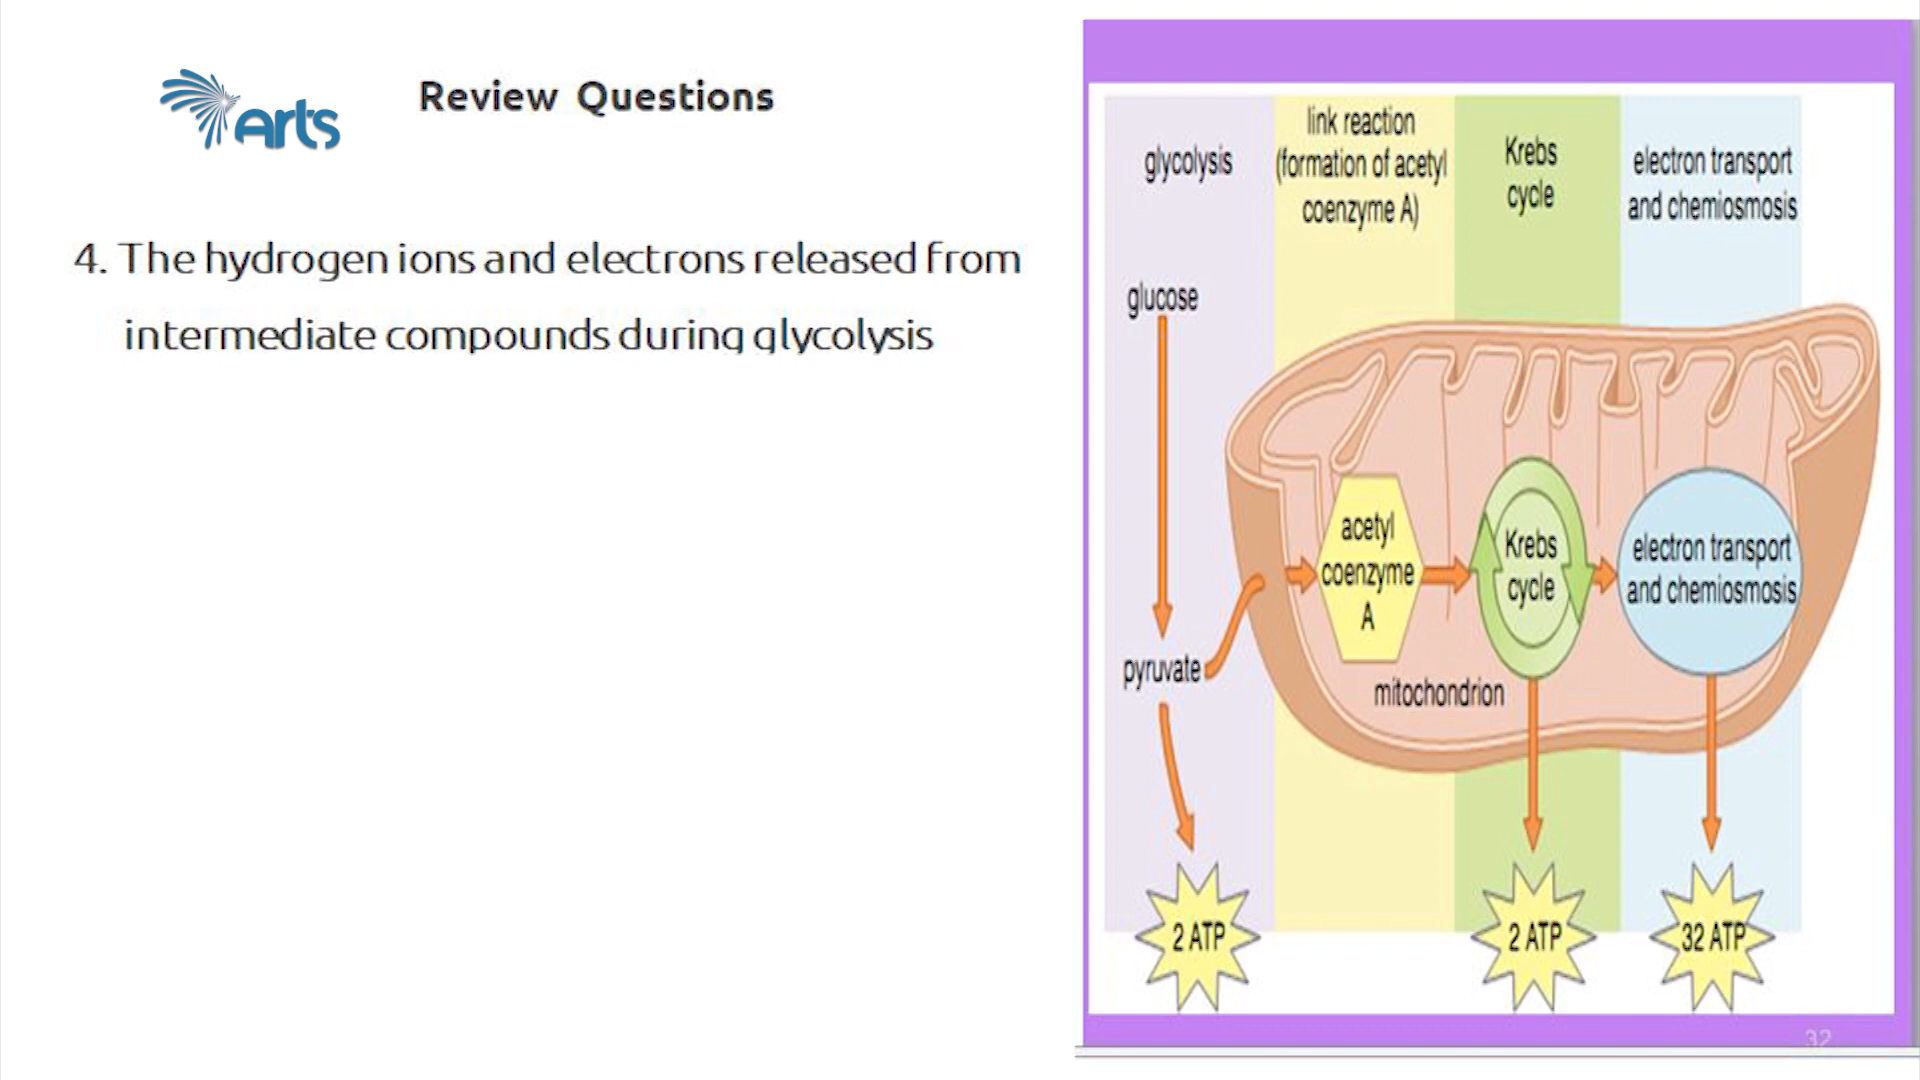 Arts
Review Questions
4. The hydrogen ions and electrons released from
intermediate compounds during glycolysis
glycolysis
link reaction
(formation of acetyl
coenzyme A)
Krebs
cycle
electron transport
and chemiosmosis
glucose
pyruvate
acetyl
coenzyme
A
Krebs
cycle
electron transport
and chemiosmosis
mitochondrion
2 ATP
2 ATP
32 ATP
32